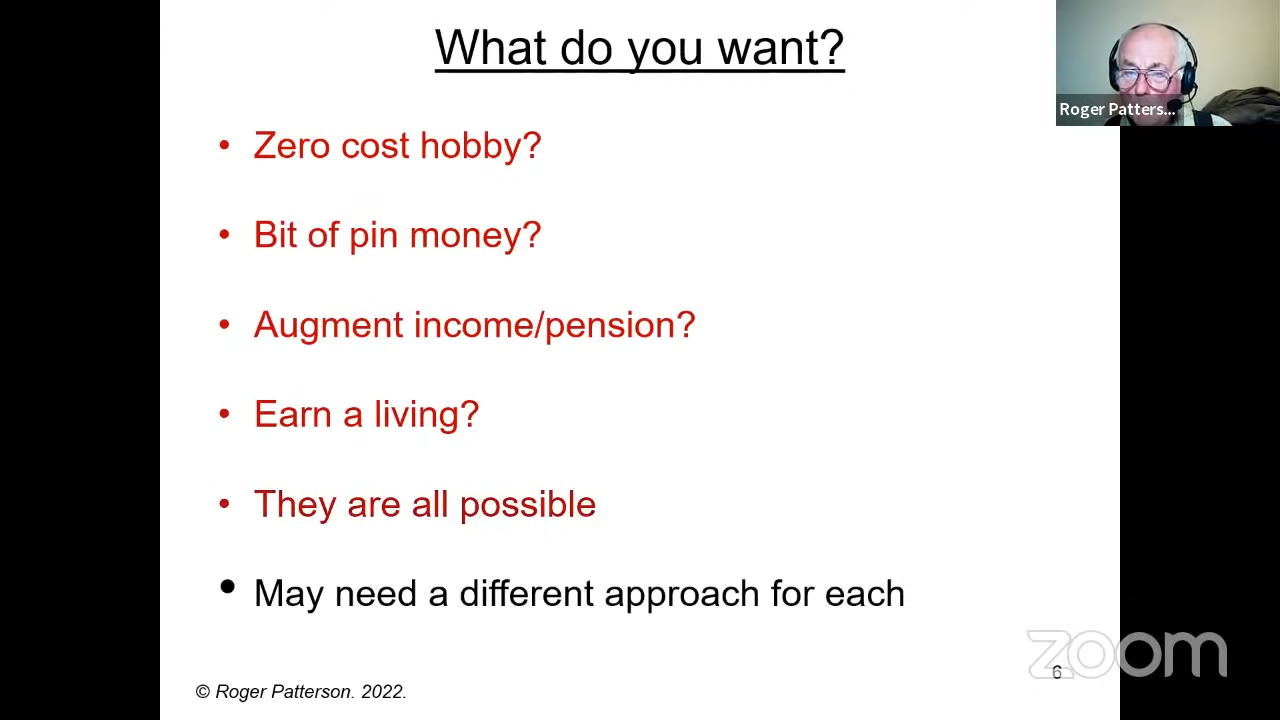 What do you want?
Roger Patters...
• Zero cost hobby?
• Bit of pin money?
• Augment income/pension?
• Earn a living?
• They are all possible
• May need a different approach for each
zoom
6
© Roger Patterson. 2022.